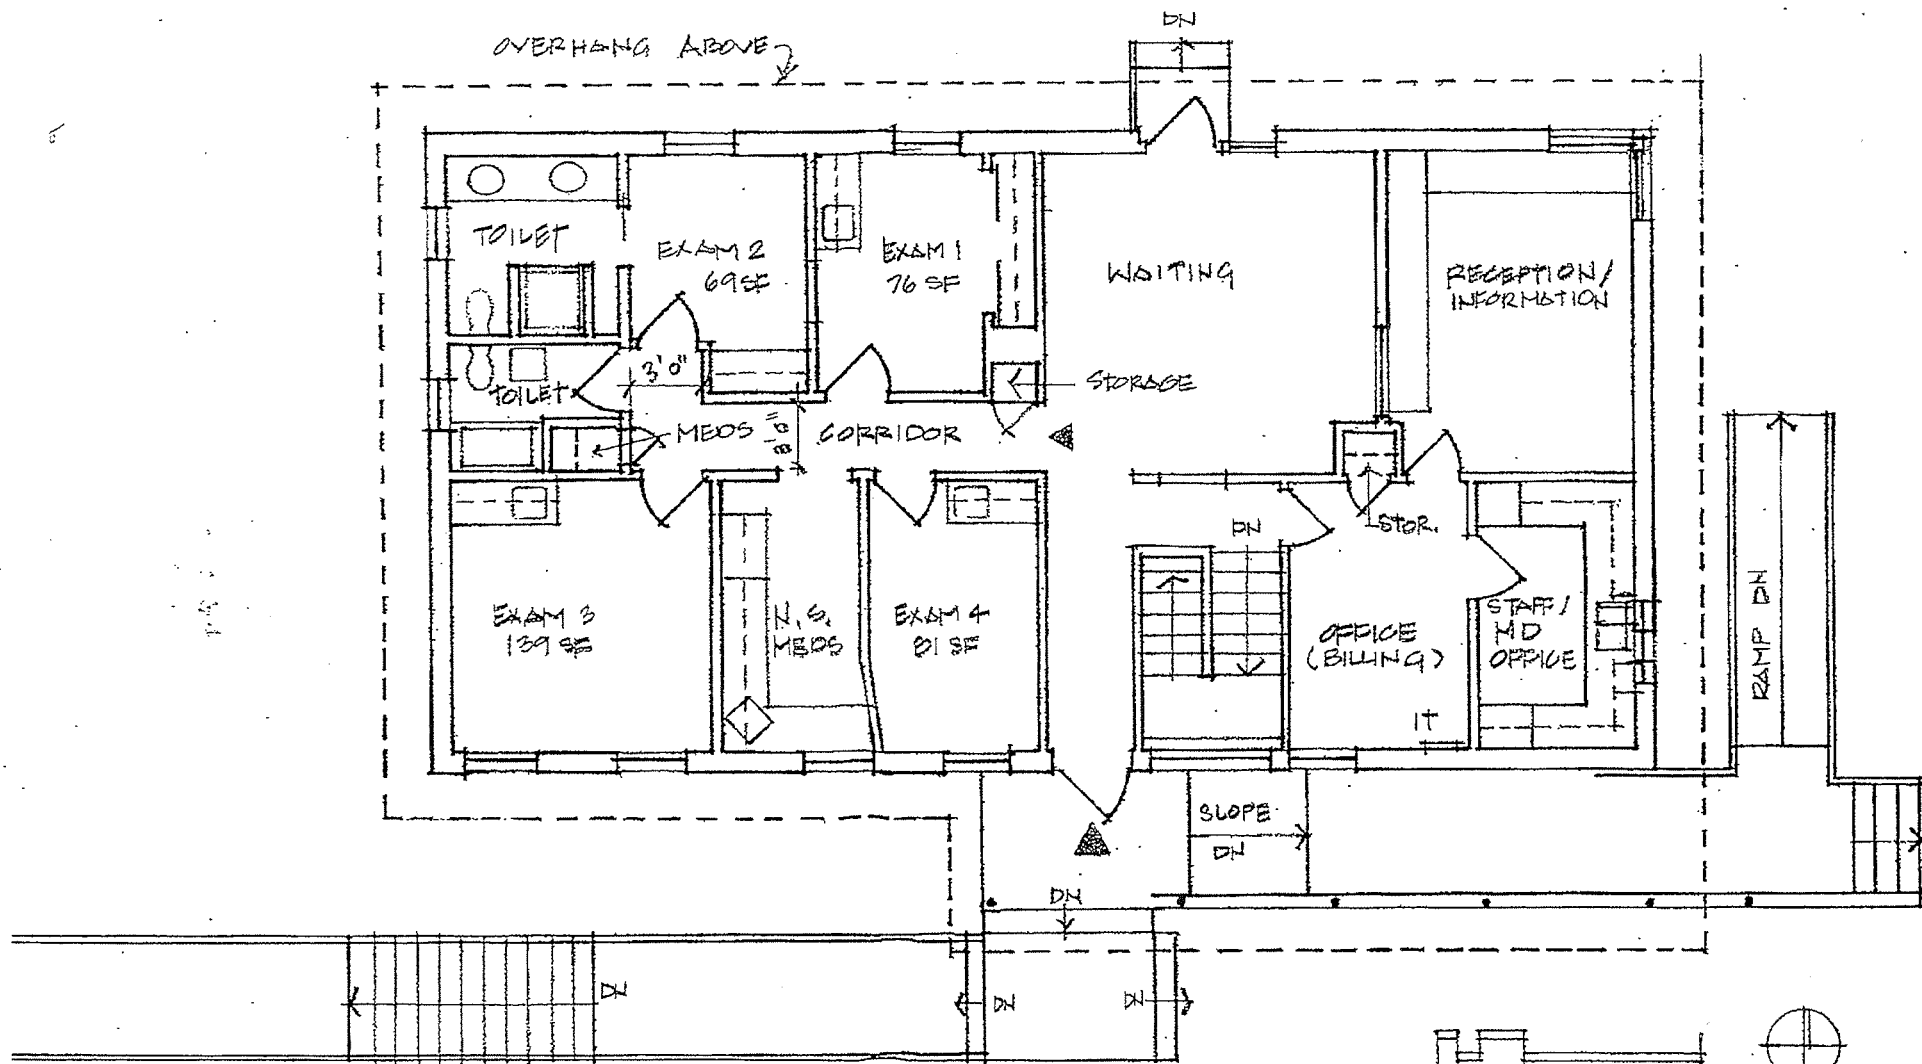 DN
OVERHANG ABOVE
TOILET
EXAM 2
69 SF
EXAM 1
76 SF
WAITING
RECEPTION/
INFORMATION
3'0"
TOILET
STORAGE
MEDS
CORRIDOR
DN
STOR.
EXAM 3
139 SF
N.S.
MEDS
EXAM 4
81 SF
OFFICE
(BILLING)
STAFF/
MD
OFFICE
RAMP DN
IT
SLOPE
DN
DN
DN
DN
DN